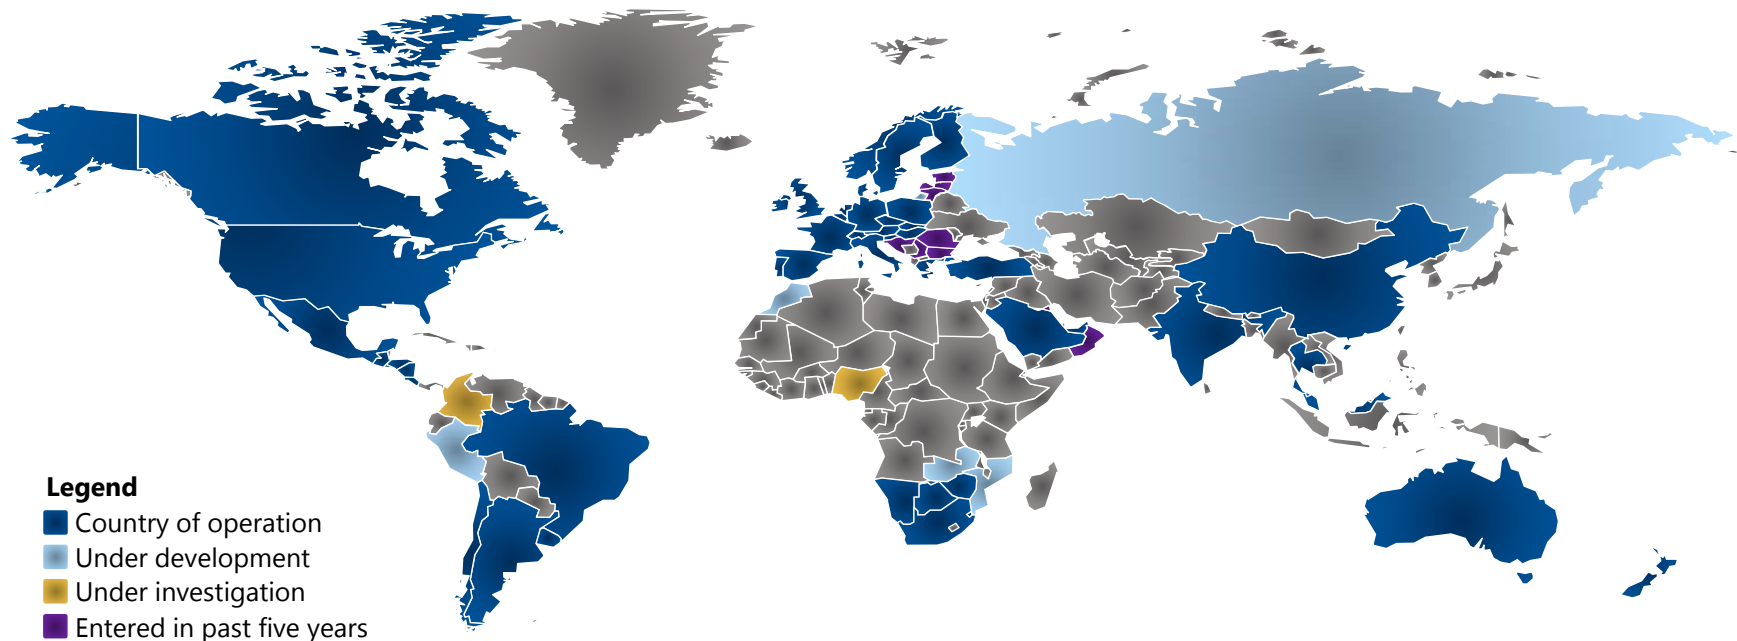 Legend
Country of operation
Under development
Under investigation
Entered in past five years